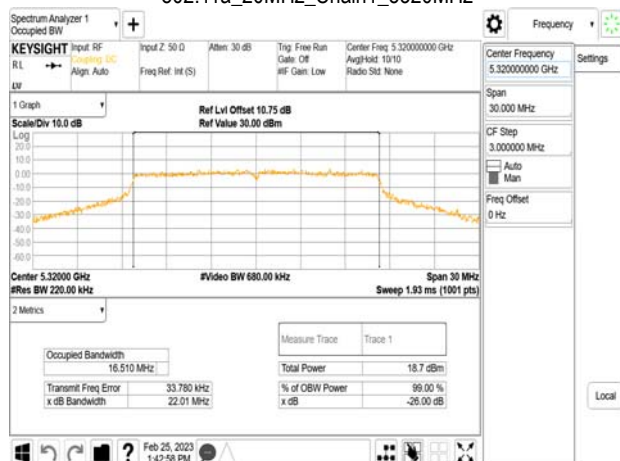 802.11a_20MHz_Chain1_5320MHz
Spectrum Analyzer 1
Occupied BW
Frequency
KEYSIGHT
Input: RF
Coupling: DC
Align: Auto
Input Z: 50 Ω
Freq Ref: Int (S)
Atten: 30 dB
Trig: Free Run
Gate: Off
#IF Gain: Low
Center Freq: 5.320000000 GHz
Avg|Hold: 10/10
Radio Std: None
RL
LV
Center Frequency
5.320000000 GHz
Settings
Span
30.000 MHz
CF Step
3.000000 MHz
Auto
Man
Freq Offset
0 Hz
Local
1 Graph
Scale/Div 10.0 dB
Ref Lvl Offset 10.75 dB
Ref Value 30.00 dBm
Log
20.0
10.0
0.00
-10.0
-20.0
-30.0
-40.0
-50.0
-60.0
Center 5.32000 GHz
#Video BW 680.00 kHz
Span 30 MHz
#Res BW 220.00 kHz
Sweep 1.93 ms (1001 pts)
2 Metrics
Measure Trace
Trace 1
Occupied Bandwidth
16.510 MHz
Total Power
18.7 dBm
Transmit Freq Error
33.780 kHz
% of OBW Power
99.00 %
x dB Bandwidth
22.01 MHz
x dB
-26.00 dB
?
Feb 25, 2023
1:42:58 PM